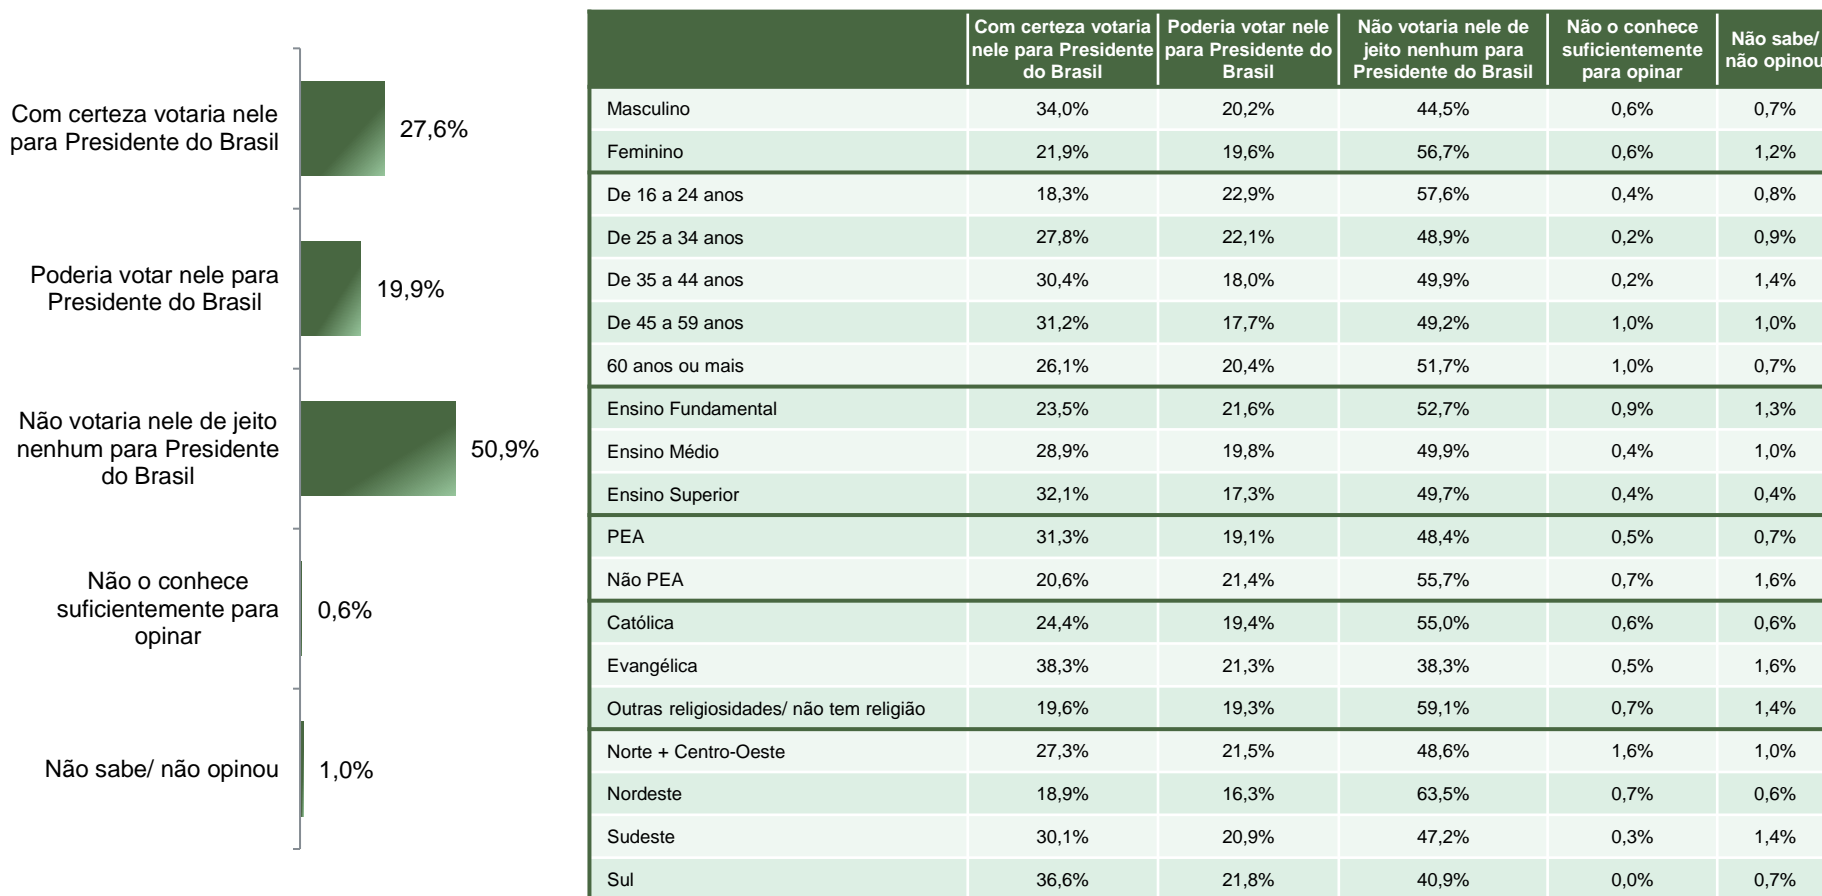 Com certeza votaria nele
para Presidente do Brasil
27,6%
Poderia votar nele para
Presidente do Brasil
19,9%
Não votaria nele de jeito
nenhum para Presidente
do Brasil
50,9%
Não o conhece
suficientemente para
opinar
0,6%
Não sabe/ não opinou
1,0%
Com certeza votaria nele para Presidente do Brasil Poderia votar nele para Presidente do Brasil Não votaria nele de jeito nenhum para Presidente do Brasil Não o conhece suficientemente para opinar Não sabe/ não opinou
Masculino 34,0% 20,2% 44,5% 0,6% 0,7%
Feminino 21,9% 19,6% 56,7% 0,6% 1,2%
De 16 a 24 anos 18,3% 22,9% 57,6% 0,4% 0,8%
De 25 a 34 anos 27,8% 22,1% 48,9% 0,2% 0,9%
De 35 a 44 anos 30,4% 18,0% 49,9% 0,2% 1,4%
De 45 a 59 anos 31,2% 17,7% 49,2% 1,0% 1,0%
60 anos ou mais 26,1% 20,4% 51,7% 1,0% 0,7%
Ensino Fundamental 23,5% 21,6% 52,7% 0,9% 1,3%
Ensino Médio 28,9% 19,8% 49,9% 0,4% 1,0%
Ensino Superior 32,1% 17,3% 49,7% 0,4% 0,4%
PEA 31,3% 19,1% 48,4% 0,5% 0,7%
Não PEA 20,6% 21,4% 55,7% 0,7% 1,6%
Católica 24,4% 19,4% 55,0% 0,6% 0,6%
Evangélica 38,3% 21,3% 38,3% 0,5% 1,6%
Outras religiosidades/ não tem religião 19,6% 19,3% 59,1% 0,7% 1,4%
Norte + Centro-Oeste 27,3% 21,5% 48,6% 1,6% 1,0%
Nordeste 18,9% 16,3% 63,5% 0,7% 0,6%
Sudeste 30,1% 20,9% 47,2% 0,3% 1,4%
Sul 36,6% 21,8% 40,9% 0,0% 0,7%